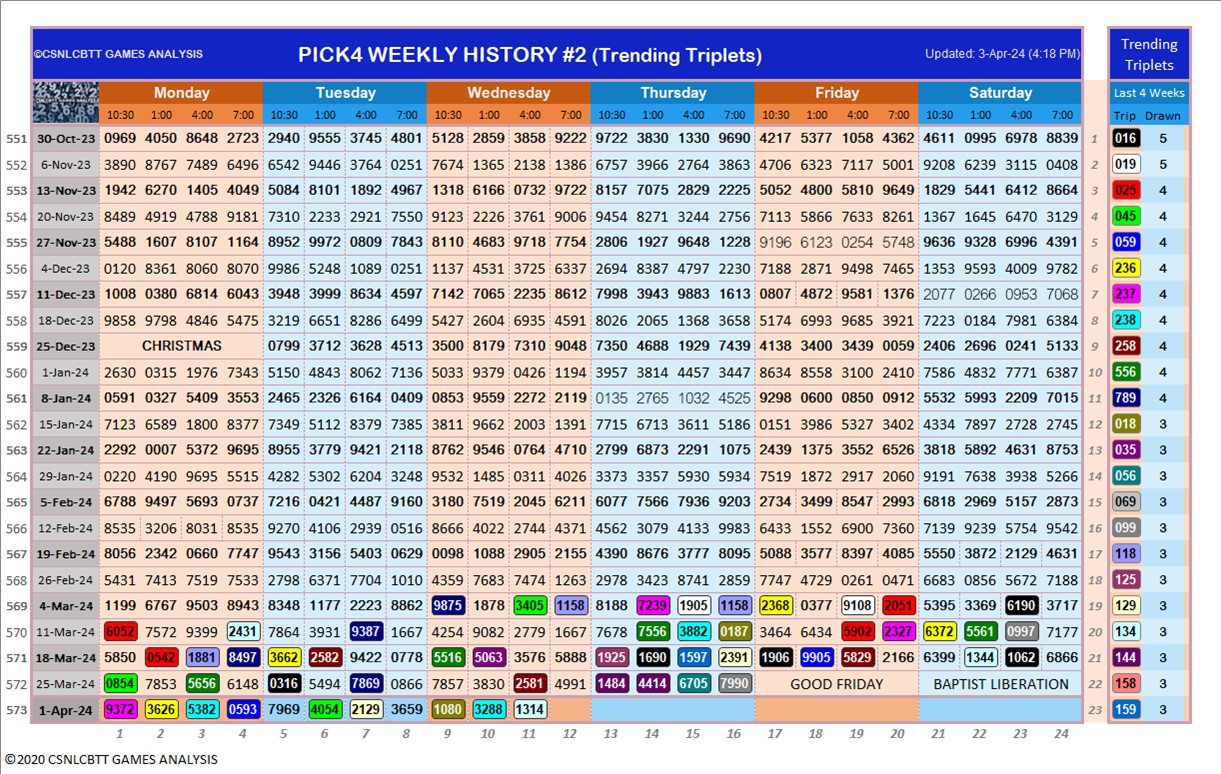 ©CSNLCBTT GAMES ANALYSIS PICK4 WEEKLY HISTORY #2 (Trending Triplets) Updated: 3-Apr-24 (4:18 PM) Trending Triplets
Monday Tuesday Wednesday Thursday Friday Saturday Last 4 Weeks
10:30 1:00 4:00 7:00 10:30 1:00 4:00 7:00 10:30 1:00 4:00 7:00 10:30 1:00 4:00 7:00 10:30 1:00 4:00 7:00 10:30 1:00 4:00 7:00 Trip Drawn
551 30-Oct-23 0969 4050 8648 2723 2940 9555 3745 4801 5128 2859 3858 9222 9722 3830 1330 9690 4217 5377 1058 4362 4611 0995 6978 8839 1 016 5
552 6-Nov-23 3890 8767 7489 6496 6542 9446 3764 0251 7674 1365 2138 1386 6757 3966 2764 3863 4706 6323 7117 5001 9208 6239 3115 0408 2 019 5
553 13-Nov-23 1942 6270 1405 4049 5084 8101 1892 4967 1318 6166 0732 9722 8157 7075 2829 2225 5052 4800 5810 9649 1829 5441 6412 8664 3 025 4
554 20-Nov-23 8489 4919 4788 9181 7310 2233 2921 7550 9123 2226 3761 9006 9454 8271 3244 2756 7113 5866 7633 8261 1367 1645 6470 3129 4 045 4
555 27-Nov-23 5488 1607 8107 1164 8952 9972 0809 7843 8110 4683 9718 7754 2806 1927 9648 1228 9196 6123 0254 5748 9636 9328 6996 4391 5 059 4
556 4-Dec-23 0120 8361 8060 8070 9986 5248 1089 0251 1137 4531 3725 6337 2694 8387 4797 2230 7188 2871 9498 7465 1353 9593 4009 9782 6 236 4
557 11-Dec-23 1008 0380 6814 6043 3948 3999 8634 4597 7142 7065 2235 8612 7998 3943 9883 1613 0807 4872 9531 1376 2077 0266 0953 7068 7 237 4
558 18-Dec-23 9858 9798 4846 5475 3219 6651 8286 6499 5427 2604 6935 4591 8026 2065 1368 3658 5174 6993 9685 3921 7223 0184 7981 6384 8 238 4
559 25-Dec-23 CHRISTMAS 0799 3712 3628 4513 3500 8179 7310 9048 7350 4688 1929 7439 4138 3400 3439 0059 2406 2696 0241 5133 9 258 4
560 1-Jan-24 2630 0315 1976 7343 5150 4843 8062 7136 5033 9379 0426 1194 3957 3814 4457 3447 8634 8558 3100 2410 7586 4832 7771 6387 10 556 4
561 8-Jan-24 0591 0327 5409 3553 2465 2326 6164 0409 0853 9559 2272 2119 0135 2765 1032 4525 9298 0600 0850 0912 5532 5993 2209 7015 11 789 4
562 15-Jan-24 7123 6589 1800 8377 7349 5112 8379 7385 3811 9662 2003 1391 7715 6713 3611 5186 0151 3986 5327 3402 4334 7897 2728 2745 12 018 3
563 22-Jan-24 2292 0007 5372 9695 8955 3779 9421 2118 8762 9546 0764 4710 2799 6873 2291 1075 2439 1375 3552 6526 3818 5892 4631 8753 13 035 3
564 29-Jan-24 0220 4190 9695 5515 4282 5302 6204 3249 9532 1485 0311 4026 3373 3357 5595 5934 7519 1872 2917 2060 9191 7638 3938 5266 14 056 3
565 5-Feb-24 6788 9497 5693 0737 7216 0421 4487 9160 3180 7519 2045 6211 6077 7566 7936 9203 2734 3499 8547 2993 6818 2969 5157 2873 15 069 3
566 12-Feb-24 8535 3206 8031 8535 9270 4106 2939 0516 8666 4022 2744 4371 4562 3079 4133 9983 6433 1552 6900 7360 7139 9239 5754 9542 16 099 3
567 19-Feb-24 8056 2342 0660 7747 9543 3156 5403 0629 0098 1088 2905 2155 4390 8676 3777 8095 5088 3577 8397 4085 5550 3872 2129 4631 17 118 3
568 26-Feb-24 5431 7413 7519 7533 2798 6371 7704 1010 4359 7683 7474 1263 2978 3423 8741 2859 7747 4729 0261 0471 6683 0856 5672 7188 18 125 3
569 4-Mar-24 1199 6767 9503 8943 8348 1177 2223 8862 9875 1878 3405 1158 8188 7239 1905 1158 2368 0377 9108 2051 5395 3369 6190 3717 19 129 3
570 11-Mar-24 6052 7572 9399 2431 7864 3931 9387 1667 4254 9082 2779 1667 7678 7556 3882 0187 3464 6434 5902 2327 6372 5561 0997 7177 20 134 3
571 18-Mar-24 5850 0542 1881 8497 3662 2582 9422 0778 5516 5063 3576 5888 1925 1690 1597 2391 1906 9905 5829 2166 6399 1344 1062 6866 21 144 3
572 25-Mar-24 0854 7853 5656 6148 0316 5494 7869 0866 7857 3830 2581 4991 1484 4414 6705 7990 GOOD FRIDAY BAPTIST LIBERATION 22 158 3
573 1-Apr-24 9372 3626 5382 0593 7969 4054 2129 3659 1080 3288 1314 23 159 3
1 2 3 4 5 6 7 8 9 10 11 12 13 14 15 16 17 18 19 20 21 22 23 24
©2020 CSNLCBTT GAMES ANALYSIS